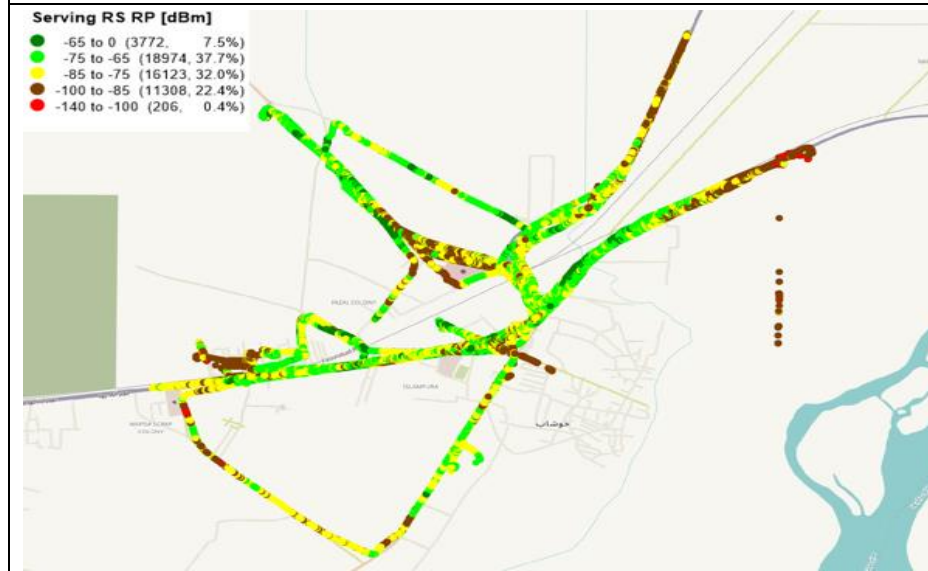 Serving RS RP [dBm]
-65 to 0 (3772, 7.5%)
-75 to -65 (18974, 37.7%)
-85 to -75 (16123, 32.0%)
-100 to -85 (11308, 22.4%)
-140 to -100 (206, 0.4%)
FAZAL COLONY
ISLAMPURA
COLONY
خوشاب